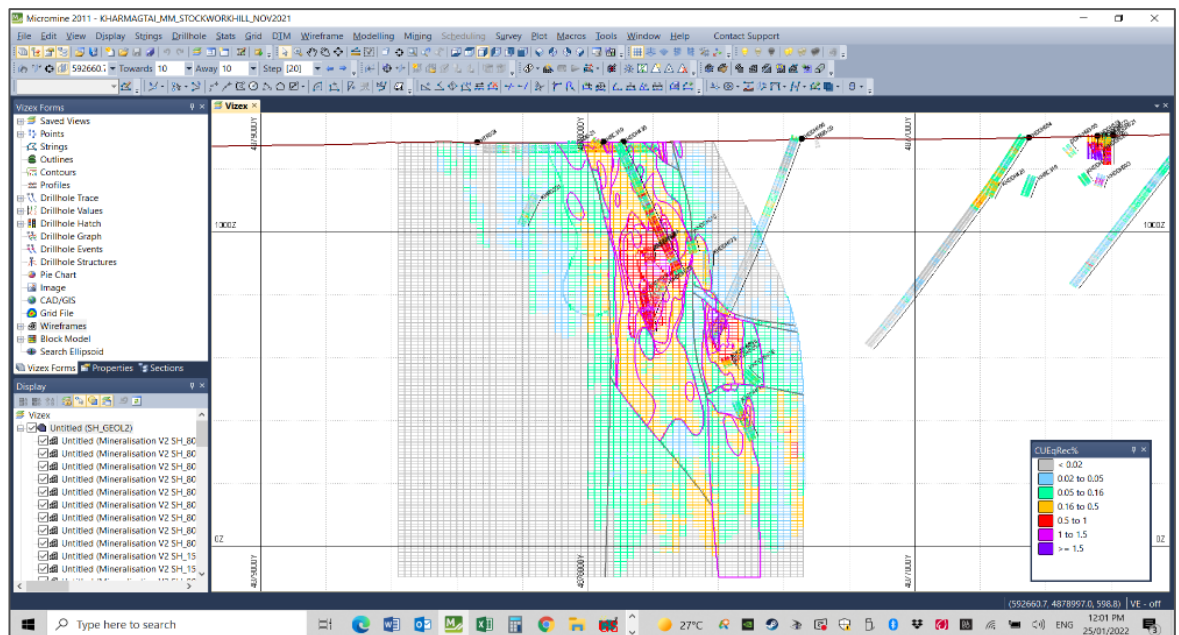 Micromine 2011 - KHARMAGTAI_MM_STOCKWORKHILL_NOV2021
File Edit View Display Strings Drillhole Stats Grid DTM Wireframe Modelling Mining Scheduling Survey Plot Macros Tools Window Help Contact Support
592660.7 Towards 10 Away 10 Step [20]
Vizex Forms
Saved Views
Points
Strings
Outlines
Contours
Profiles
Drillhole Trace
Drillhole Values
Drillhole Hatch
Drillhole Graph
Drillhole Events
Drillhole Structures
Pie Chart
Image
CAD/GIS
Grid File
Wireframes
Block Model
Search Ellipsoid
Vizex Forms Properties Sections
Display
Vizex
Untitled (SH_GEOL2)
Untitled (Mineralisation V2 SH_80
Untitled (Mineralisation V2 SH_80
Untitled (Mineralisation V2 SH_80
Untitled (Mineralisation V2 SH_80
Untitled (Mineralisation V2 SH_80
Untitled (Mineralisation V2 SH_80
Untitled (Mineralisation V2 SH_80
Untitled (Mineralisation V2 SH_80
Untitled (Mineralisation V2 SH_80
Untitled (Mineralisation V2 SH_15
Untitled (Mineralisation V2 SH_15
Vizex
4879000Y
4878000Y
4877000Y
1000Z
1000Z
0Z
0Z
4879000Y
4878000Y
4877000Y
CUEqRec%
< 0.02
0.02 to 0.05
0.05 to 0.16
0.16 to 0.5
0.5 to 1
1 to 1.5
>= 1.5
(592660.7, 4878997.0, 598.8) VE - off
Type here to search
27°C
ENG
12:01 PM
25/01/2022